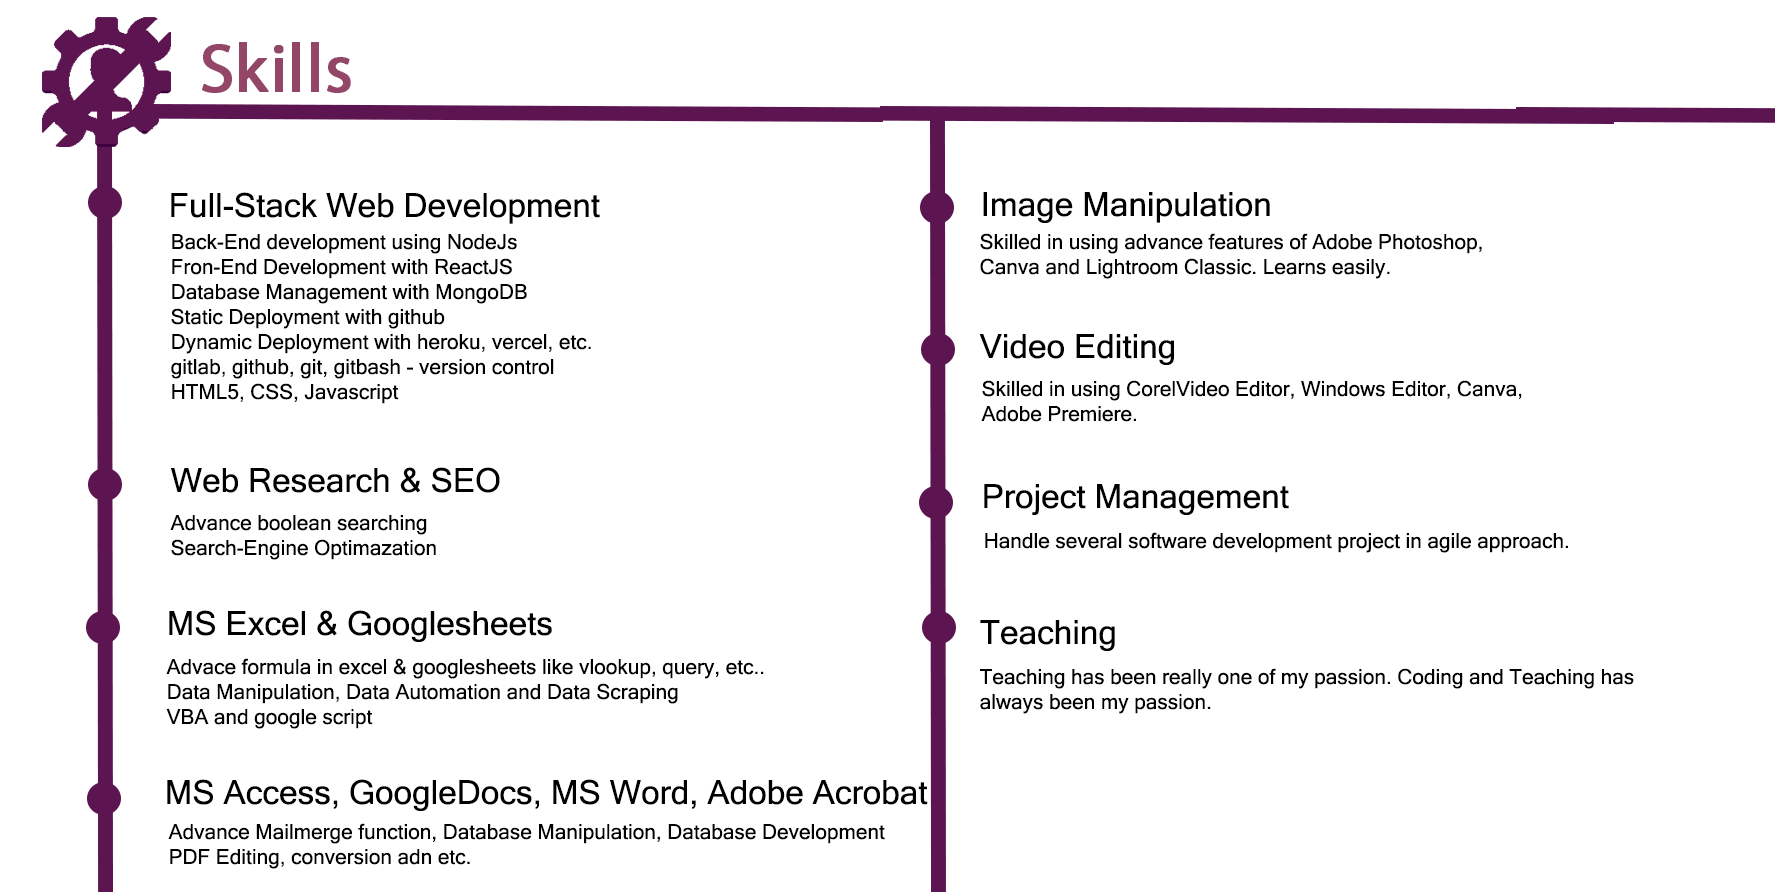 Skills
Full-Stack Web Development
Back-End development using NodeJs
Fron-End Development with ReactJS
Database Management with MongoDB
Static Deployment with github
Dynamic Deployment with heroku, vercel, etc.
gitlab, github, git, gitbash - version control
HTML5, CSS, Javascript
Web Research & SEO
Advance boolean searching
Search-Engine Optimazation
MS Excel & Googlesheets
Advace formula in excel & googlesheets like vlookup, query, etc..
Data Manipulation, Data Automation and Data Scraping
VBA and google script
MS Access, GoogleDocs, MS Word, Adobe Acrobat
Advance Mailmerge function, Database Manipulation, Database Development
PDF Editing, conversion adn etc.
Image Manipulation
Skilled in using advance features of Adobe Photoshop,
Canva and Lightroom Classic. Learns easily.
Video Editing
Skilled in using CorelVideo Editor, Windows Editor, Canva,
Adobe Premiere.
Project Management
Handle several software development project in agile approach.
Teaching
Teaching has been really one of my passion. Coding and Teaching has
always been my passion.